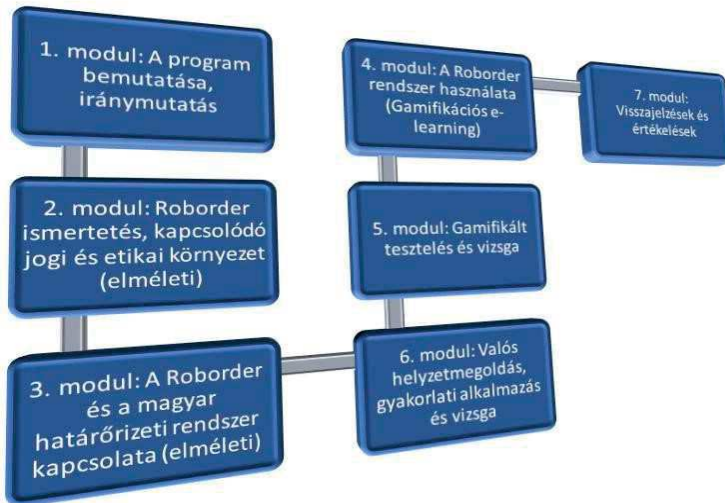 1. modul: A program
bemutatása,
iránymutatás
2. modul: Roborder
ismertetés, kapcsolódó
jogi és etikai környezet
(elméleti)
3. modul: A Roborder
és a magyar
határőrizeti rendszer
kapcsolata (elméleti)
4. modul: A Roborder
rendszer használata
(Gamifikációs e-
learning)
5. modul: Gamifikált
tesztelés és vizsga
6. modul: Valós
helyzetmegoldás,
gyakorlati alkalmazás
és vizsga
7. modul:
Visszajelzések és
értékelések